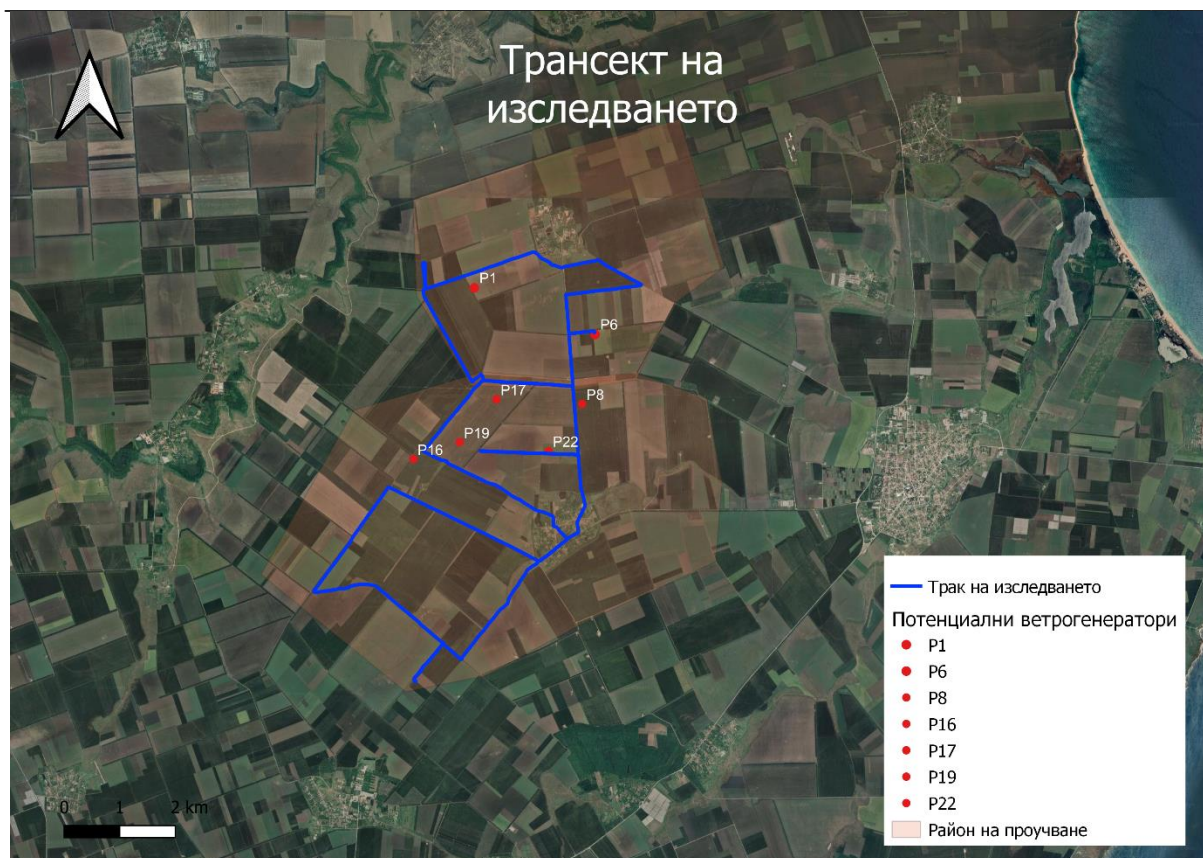 Трансект на
изследването
P1
P6
P17
P8
P19
P22
P16
Трак на изследването
Потенциални ветрогенератори
P1
P6
P8
P16
P17
P19
P22
Район на проучване
0 1 2 km